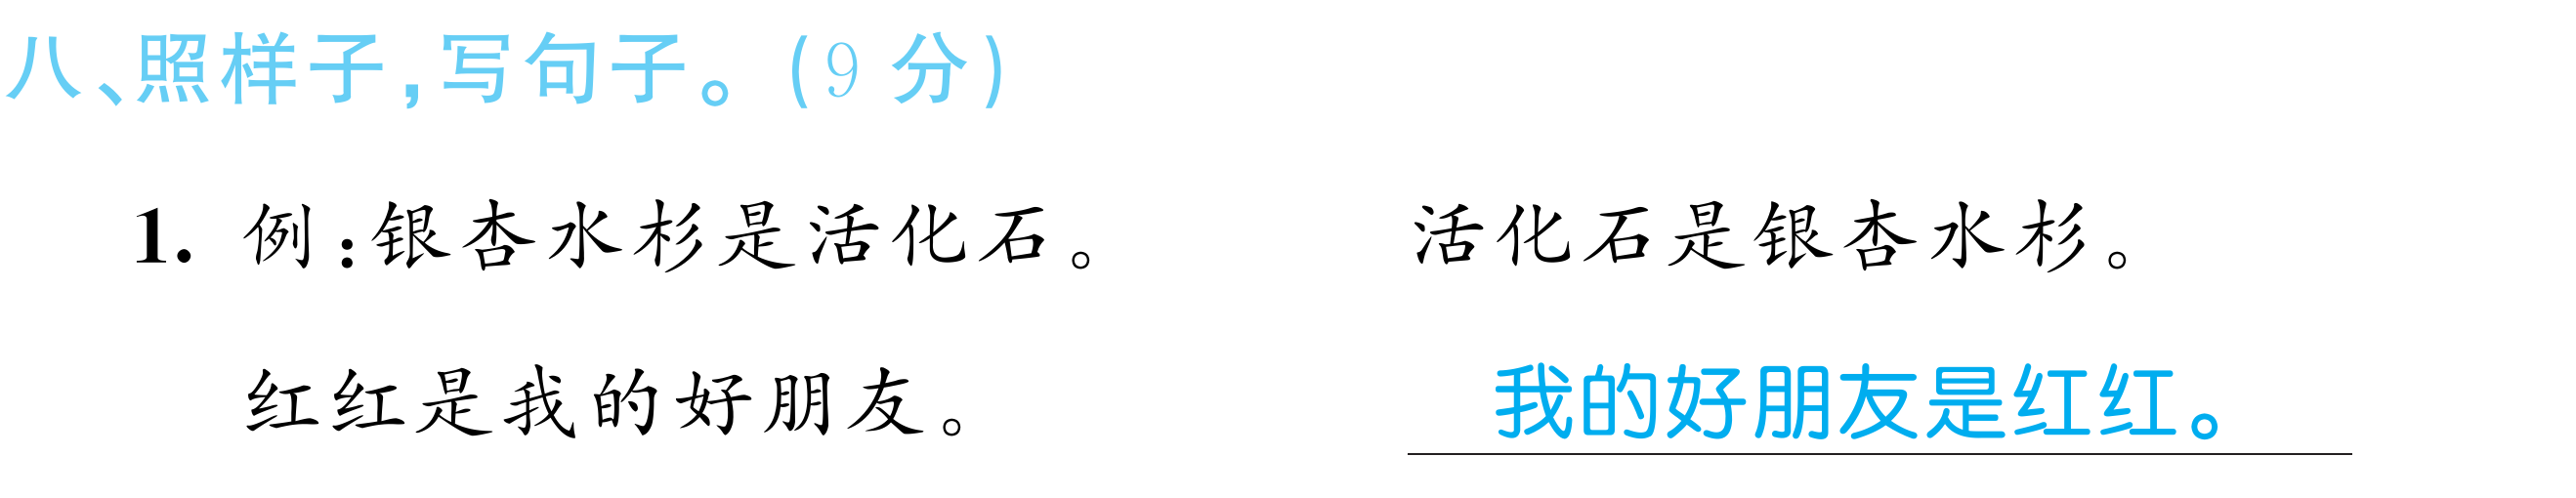 八、照样子,写句子。(9 分)
1. 例:银杏水杉是活化石。 活化石是银杏水杉。
红红是我的好朋友。 我的好朋友是红红。